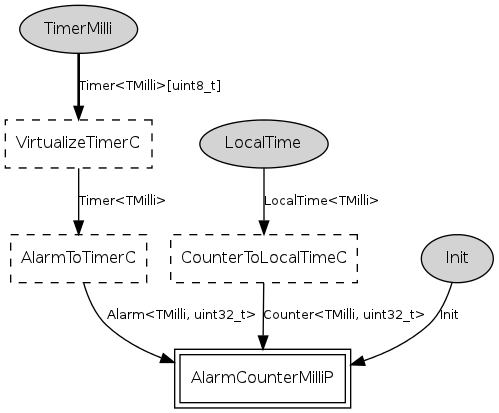 TimerMilli
Timer<TMilli>[uint8_t]
VirtualizeTimerC
LocalTime
Timer<TMilli>
LocalTime<TMilli>
AlarmToTimerC
CounterToLocalTimeC
Init
Alarm<TMilli, uint32_t>
Counter<TMilli, uint32_t>
Init
AlarmCounterMilliP